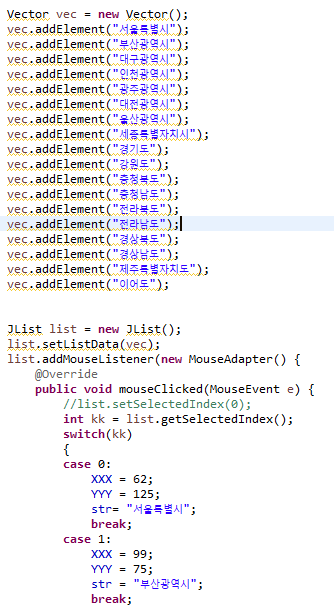 Vector vec = new Vector();
vec.addElement("서울특별시");
vec.addElement("부산광역시");
vec.addElement("대구광역시");
vec.addElement("인천광역시");
vec.addElement("광주광역시");
vec.addElement("대전광역시");
vec.addElement("울산광역시");
vec.addElement("세종특별자치시");
vec.addElement("경기도");
vec.addElement("강원도");
vec.addElement("충청북도");
vec.addElement("충청남도");
vec.addElement("전라북도");
vec.addElement("전라남도");
vec.addElement("경상북도");
vec.addElement("경상남도");
vec.addElement("제주특별자치도");
vec.addElement("이어도");
JList list = new JList();
list.setListData(vec);
list.addMouseListener(new MouseAdapter() {
@Override
public void mouseClicked(MouseEvent e) {
//list.setSelectedIndex(0);
int kk = list.getSelectedIndex();
switch(kk)
{
case 0:
XXX = 62;
YYY = 125;
str= "서울특별시";
break;
case 1:
XXX = 99;
YYY = 75;
str = "부산광역시";
break;